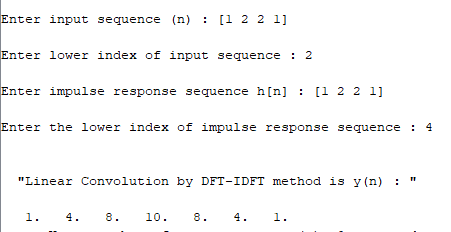 Enter input sequence (n) : [1 2 2 1]
Enter lower index of input sequence : 2
Enter impulse response sequence h[n] : [1 2 2 1]
Enter the lower index of impulse response sequence : 4
"Linear Convolution by DFT-IDFT method is y(n) : "
1. 4. 8. 10. 8. 4. 1.